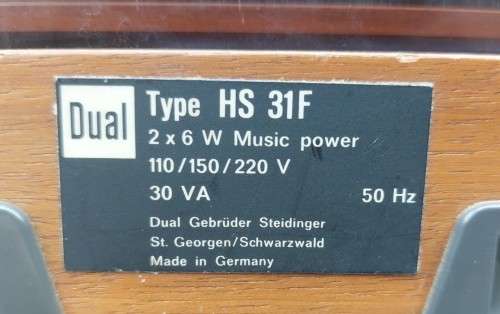 Dual
Type HS 31F
2 x 6 W Music power
110/150/220 V
30 VA 50 Hz
Dual Gebrüder Steidinger
St. Georgen/Schwarzwald
Made in Germany